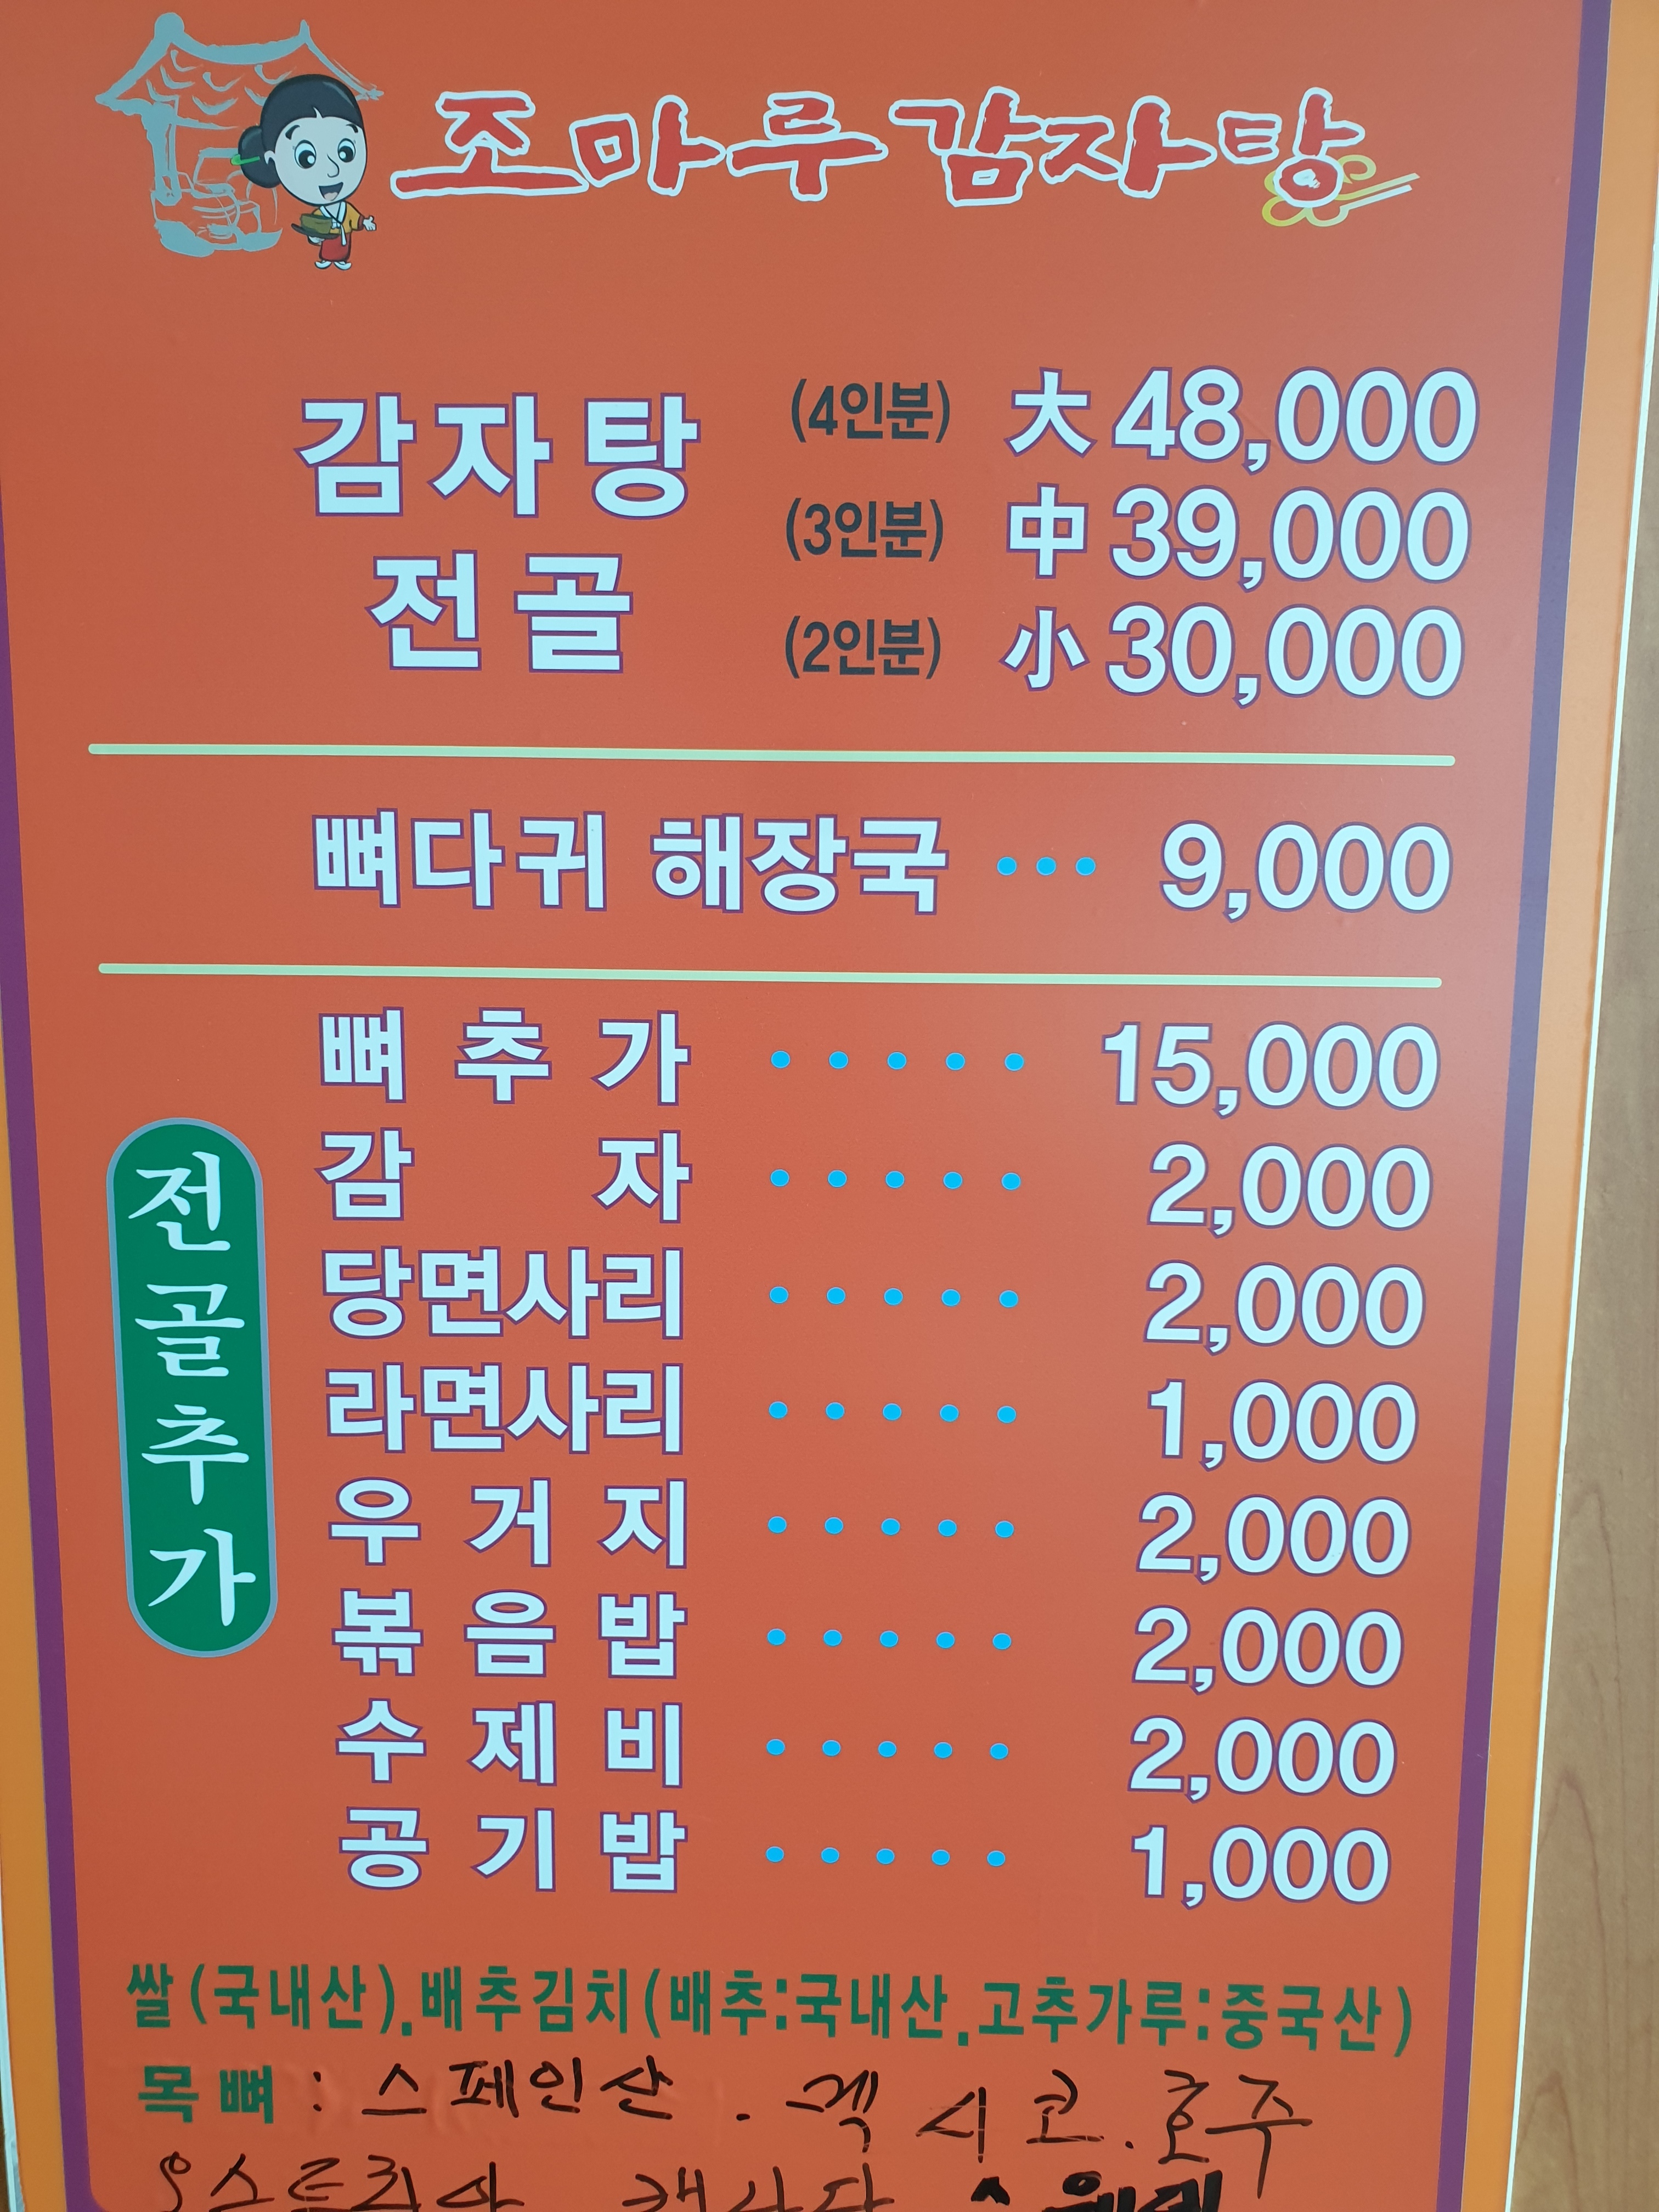 조마루감자탕
감자탕 전골
(4인분) 大 48,000
(3인분) 中 39,000
(2인분) 小 30,000
뼈다귀 해장국 ••• 9,000
전골추가
뼈추가 ••••• 15,000
감자 ••••• 2,000
당면사리 ••••• 2,000
라면사리 ••••• 1,000
우거지 ••••• 2,000
볶음밥 ••••• 2,000
수제비 ••••• 2,000
공기밥 ••••• 1,000
쌀(국내산).배추김치(배추:국내산.고추가루:중국산)
목뼈 : 스페인산 . 멕시코. 호주
오스트리아